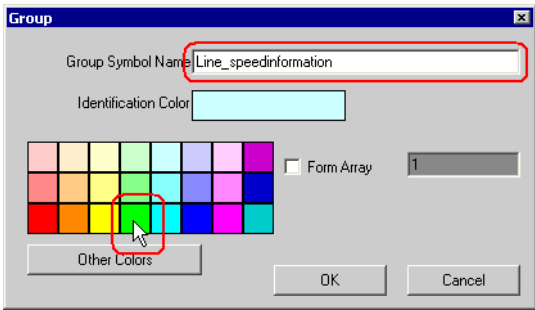 Group
Group Symbol Name Line_speedinformation
Identification Color
Form Array 1
Other Colors
OK Cancel